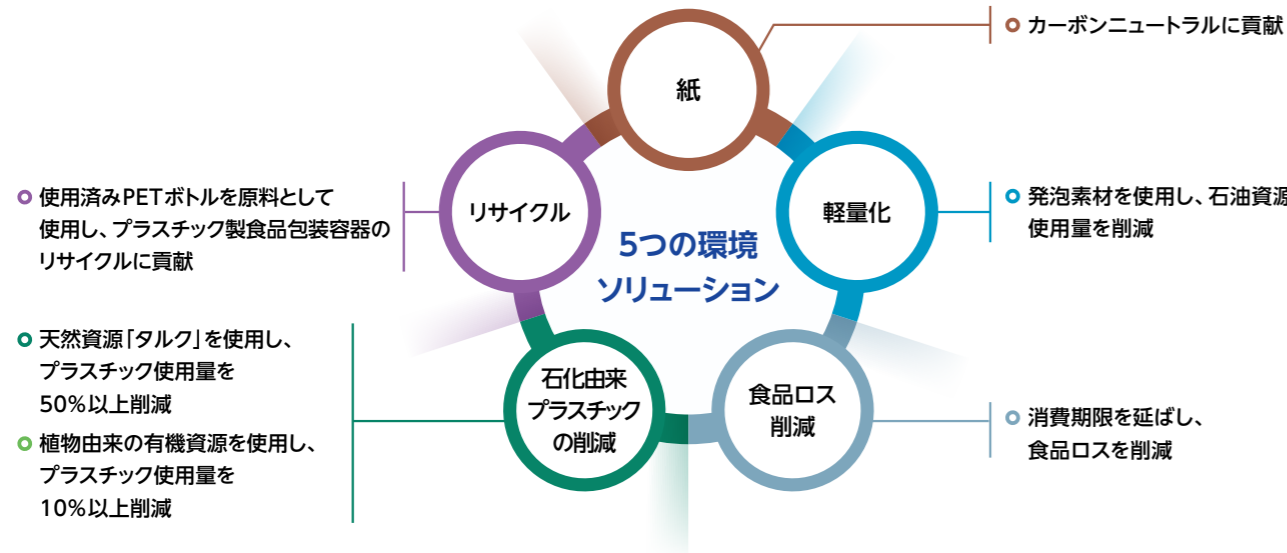 紙
カーボンニュートラルに貢献
リサイクル
使用済みPETボトルを原料として
使用し、プラスチック製食品包装容器の
リサイクルに貢献
軽量化
発泡素材を使用し、石油資源
使用量を削減
5つの環境
ソリューション
石化由来
プラスチック
の削減
天然資源「タルク」を使用し、
プラスチック使用量を
50%以上削減
植物由来の有機資源を使用し、
プラスチック使用量を
10%以上削減
食品ロス
削減
消費期限を延ばし、
食品ロスを削減